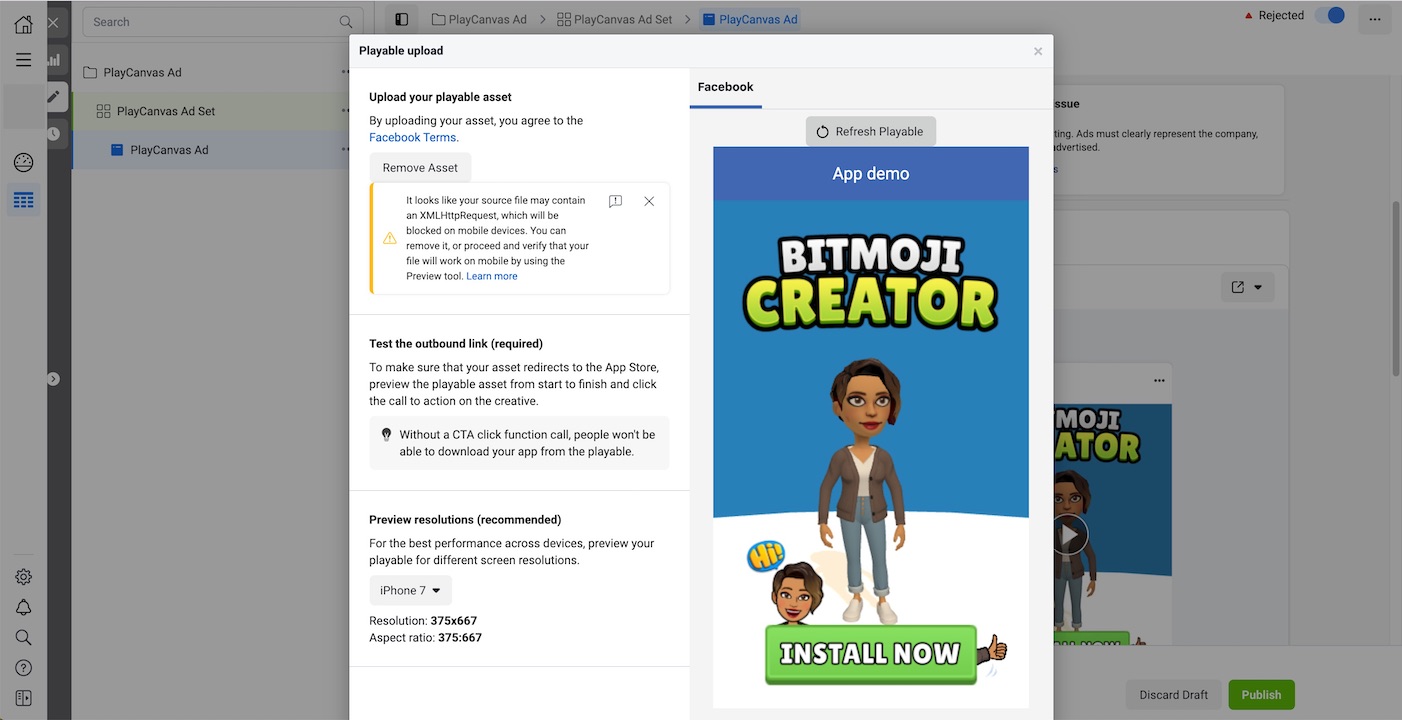 Search
PlayCanvas Ad
PlayCanvas Ad Set
PlayCanvas Ad
PlayCanvas Ad
PlayCanvas Ad Set
PlayCanvas Ad
Rejected
Playable upload
Upload your playable asset
By uploading your asset, you agree to the
Facebook Terms.
Remove Asset
It looks like your source file may contain
an XMLHttpRequest, which will be
blocked on mobile devices. You can
remove it, or proceed and verify that your
file will work on mobile by using the
Preview tool. Learn more
Test the outbound link (required)
To make sure that your asset redirects to the App Store,
preview the playable asset from start to finish and click
the call to action on the creative.
Without a CTA click function call, people won't be
able to download your app from the playable.
Preview resolutions (recommended)
For the best performance across devices, preview your
playable for different screen resolutions.
iPhone 7
Resolution: 375x667
Aspect ratio: 375:667
Facebook
Refresh Playable
App demo
BITMOJI
CREATOR
Hi!
INSTALL NOW
ssue
ting. Ads must clearly represent the company,
dvertised.
s
MOJI
ATOR
Discard Draft
Publish